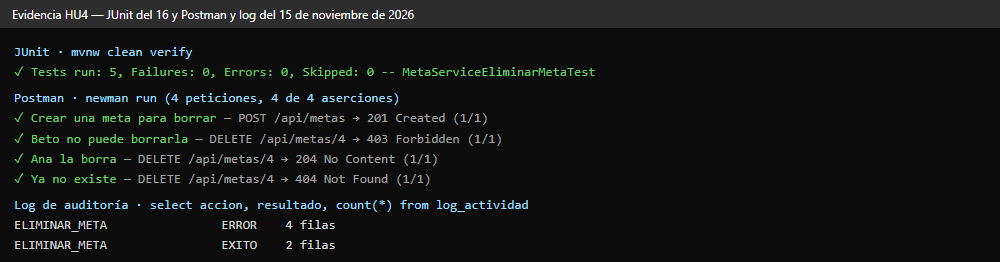 Evidencia HU4 — JUnit del 16 y Postman y log del 15 de noviembre de 2026
JUnit · mvnw clean verify
✓ Tests run: 5, Failures: 0, Errors: 0, Skipped: 0 -- MetaServiceEliminarMetaTest
Postman · newman run (4 peticiones, 4 de 4 aserciones)
✓ Crear una meta para borrar — POST /api/metas → 201 Created (1/1)
✓ Beto no puede borrarla — DELETE /api/metas/4 → 403 Forbidden (1/1)
✓ Ana la borra — DELETE /api/metas/4 → 204 No Content (1/1)
✓ Ya no existe — DELETE /api/metas/4 → 404 Not Found (1/1)
Log de auditoría · select accion, resultado, count(*) from log_actividad
ELIMINAR_META ERROR 4 filas
ELIMINAR_META EXITO 2 filas